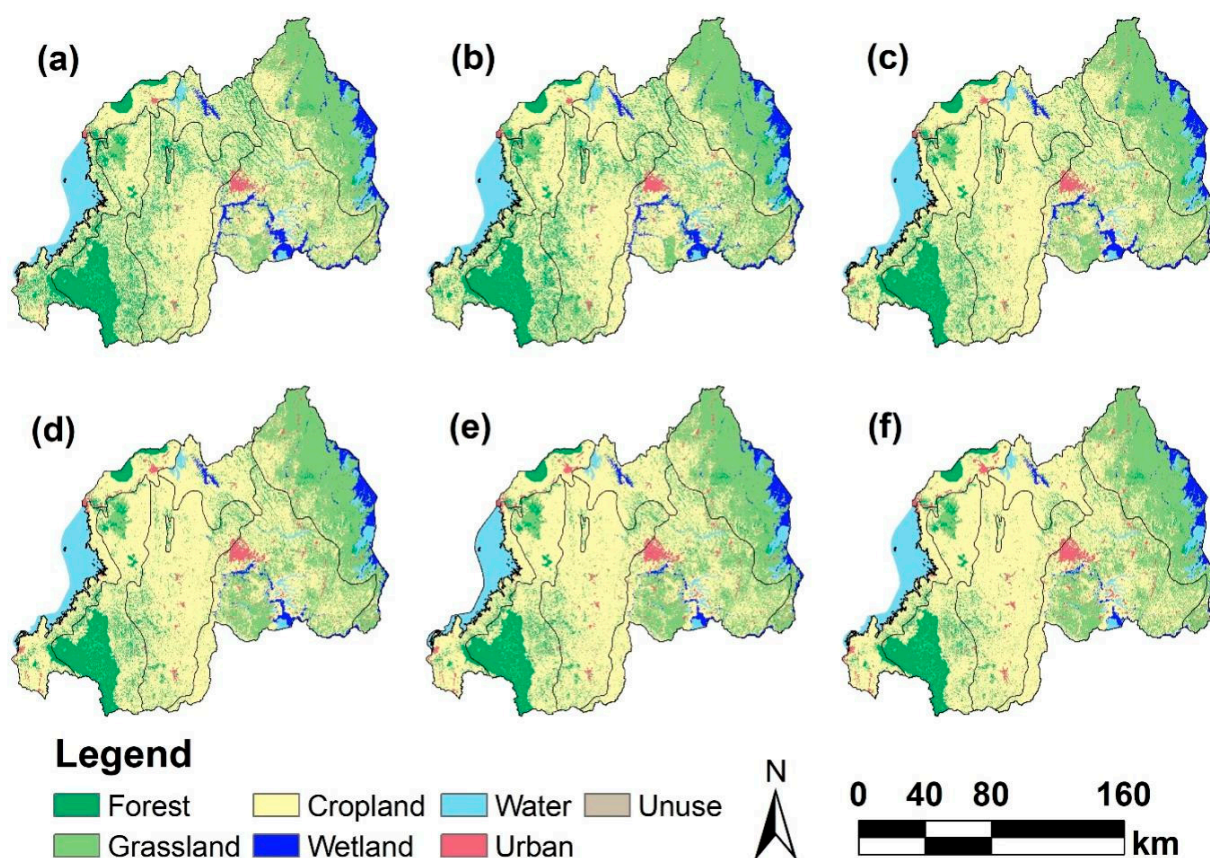 (a) (b) (c)
(d) (e) (f)
Legend
Forest Cropland Water Unuse
Grassland Wetland Urban
N
0 40 80 160
km